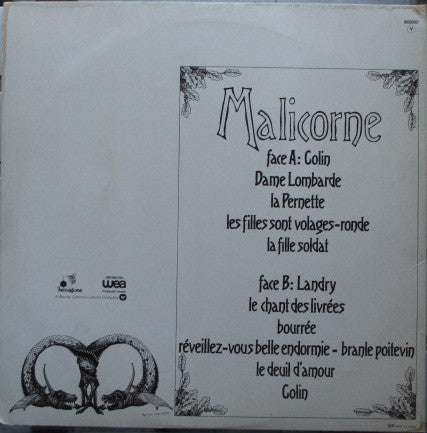 Malicorne
face A: Colin
Dame Lombarde
la Pernette
les filles sont volages-ronde
la fille soldat
face B: Landry
le chant des livrées
bourrée
réveillez-vous belle endormie - branle poitevin
le deuil d'amour
Colin
hexagone
wea